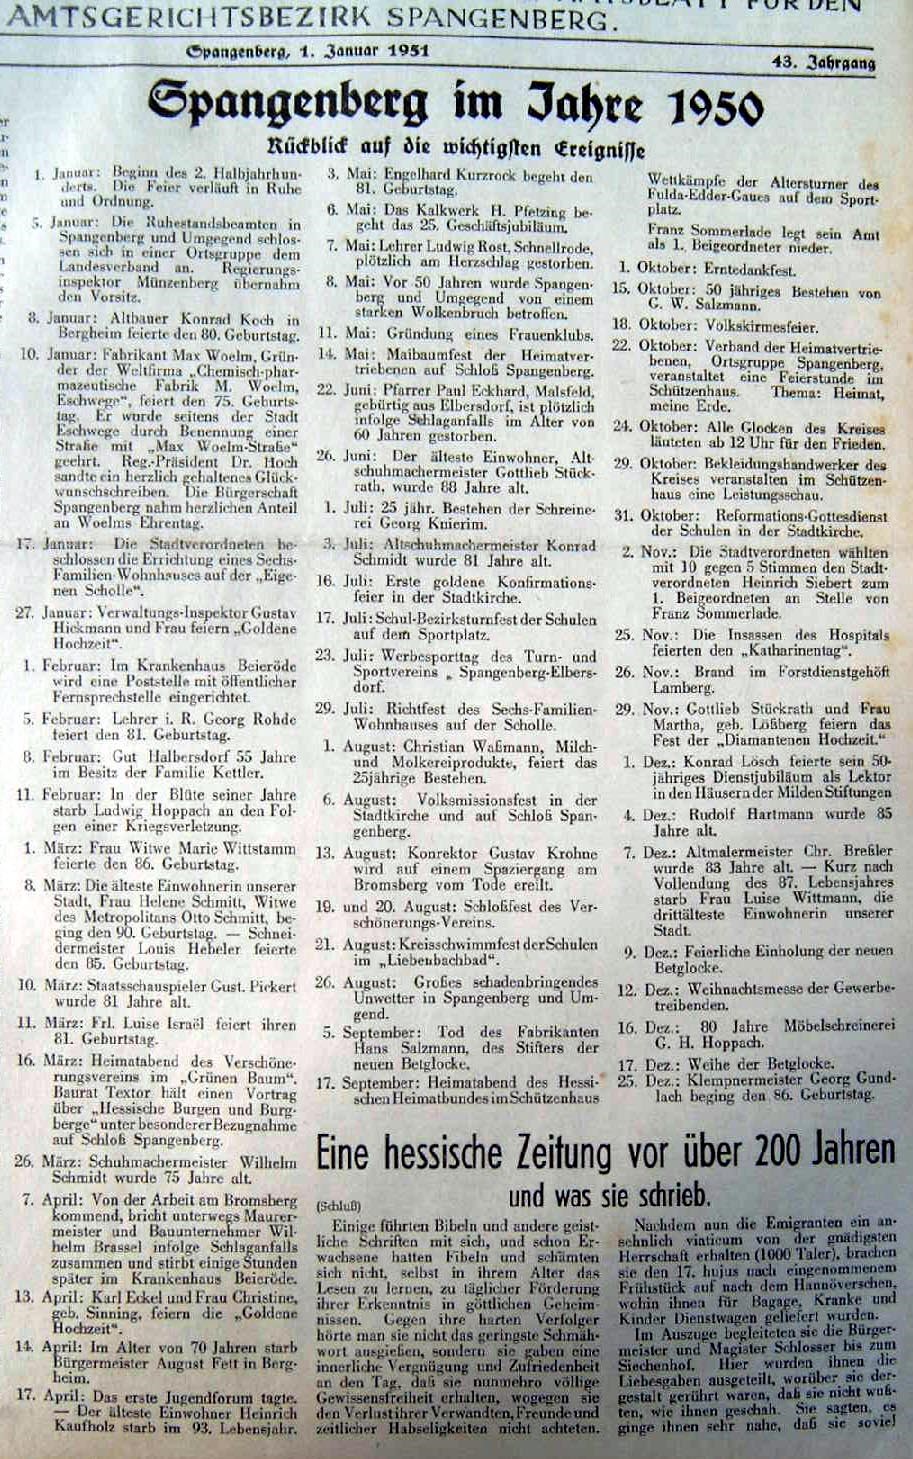 AMTSGERICHTSBEZIRK SPANGENBERG.
Spangenberg, 1. Januar 1951
43. Jahrgang
Spangenberg im Jahre 1950
Rückblick auf die wichtigsten Ereignisse
1. Januar: Beginn des 2. Halbjahrhun-
derts. Die Feier verläuft in Ruhe
und Ordnung.
5. Januar: Die Ruhestandsbeamten in
Spangenberg und Umgegend schlos-
sen sich in einer Ortsgruppe dem
Landesverband an. Regierungs-
inspektor Münzenberg übernahm
den Vorsitz.
8. Januar: Altbauer Konrad Koch in
Bergheim feierte den 80. Geburtstag.
10. Januar: Fabrikant Max Woelm, Grün-
der der Weltfirma „Chemisch-phar-
mazeutische Fabrik M. Woelm,
Eschwege“, feiert den 75. Geburts-
tag. Er wurde seitens der Stadt
Eschwege durch Benennung einer
Straße mit „Max Woelm-Straße“
geehrt. Reg.-Präsident Dr. Hoch
sandte ein herzlich gehaltenes Glück-
wunschschreiben. Die Bürgerschaft
Spangenberg nahm herzlichen Anteil
an Woelms Ehrentag.
17. Januar: Die Stadtverordneten be-
schlossen die Errichtung eines Sechs-
Familien-Wohnhauses auf der „Eige-
nen Scholle“.
27. Januar: Verwaltungs-Inspektor Gustav
Hickmann und Frau feiern „Goldene
Hochzeit“.
1. Februar: Im Krankenhaus Beieröde
wird eine Poststelle mit öffentlicher
Fernsprechstelle eingerichtet.
5. Februar: Lehrer i. R. Georg Rohde
feiert den 81. Geburtstag.
8. Februar: Gut Halbersdorf 55 Jahre
im Besitz der Familie Kettler.
11. Februar: In der Blüte seiner Jahre
starb Ludwig Hoppach an den Fol-
gen einer Kriegsverletzung.
1. März: Frau Witwe Marie Wittstamm
feierte den 86. Geburtstag.
8. März: Die älteste Einwohnerin unserer
Stadt, Frau Helene Schmitt, Witwe
des Metropolitans Otto Schmitt, be-
ging den 90. Geburtstag. — Schnei-
dermeister Louis Hebeler feierte
den 85. Geburtstag.
10. März: Staatsschauspieler Gust. Pickert
wurde 81 Jahre alt.
11. März: Frl. Luise Israël feiert ihren
81. Geburtstag.
16. März: Heimatabend des Verschöne-
rungsvereins im „Grünen Baum“.
Baurat Textor hält einen Vortrag
über „Hessische Burgen und Burg-
berge“ unter besonderer Bezugnahme
auf Schloß Spangenberg.
26. März: Schuhmachermeister Wilhelm
Schmidt wurde 75 Jahre alt.
7. April: Von der Arbeit am Bromsberg
kommend, bricht unterwegs Maurer-
meister und Bauunternehmer Wil-
helm Brassel infolge Schlaganfalls
zusammen und stirbt einige Stunden
später im Krankenhaus Beieröde.
13. April: Karl Eckel und Frau Christine,
geb. Sinning, feiern die „Goldene
Hochzeit“.
14. April: Im Alter von 70 Jahren starb
Bürgermeister August Fett in Berg-
heim.
17. April: Das erste Jugendforum tagte.
— Der älteste Einwohner Heinrich
Kaufholz starb im 93. Lebensjahr.
3. Mai: Engelhard Kurzrock begeht den
81. Geburtstag.
6. Mai: Das Kalkwerk H. Pfetzing be-
geht das 25. Geschäftsjubiläum.
7. Mai: Lehrer Ludwig Rost, Schnellrode,
plötzlich am Herzschlag gestorben.
8. Mai: Vor 50 Jahren wurde Spangen-
berg und Umgegend von einem
starken Wolkenbruch betroffen.
11. Mai: Gründung eines Frauenklubs.
14. Mai: Maibaumfest der Heimatver-
triebenen auf Schloß Spangenberg.
22. Juni: Pfarrer Paul Eckhard, Malsfeld,
gebürtig aus Elbersdorf, ist plötzlich
infolge Schlaganfalls im Alter von
60 Jahren gestorben.
26. Juni: Der älteste Einwohner, Alt-
schuhmachermeister Gottlieb Stück-
rath, wurde 88 Jahre alt.
1. Juli: 25 jähr. Bestehen der Schreine-
rei Georg Knierim.
3. Juli: Altschuhmachermeister Konrad
Schmidt wurde 81 Jahre alt.
16. Juli: Erste goldene Konfirmations-
feier in der Stadtkirche.
17. Juli: Schul-Bezirksturnfest der Schulen
auf dem Sportplatz.
23. Juli: Werbesporttag des Turn- und
Sportvereins „ Spangenberg-Elbers-
dorf.
29. Juli: Richtfest des Sechs-Familien-
Wohnhauses auf der Scholle.
1. August: Christian Waßmann, Milch-
und Molkereiprodukte, feiert das
25jährige Bestehen.
6. August: Volksmissionsfest in der
Stadtkirche und auf Schloß Span-
genberg.
13. August: Konrektor Gustav Krohne
wird auf einem Spaziergang am
Bromsberg vom Tode ereilt.
19. und 20. August: Schloßfest des Ver-
schönerungs-Vereins.
21. August: Kreisschwimmfest der Schulen
im „Liebenbachbad“.
26. August: Großes schadenbringendes
Unwetter in Spangenberg und Um-
gend.
5. September: Tod des Fabrikanten
Hans Salzmann, des Stifters der
neuen Betglocke.
17. September: Heimatabend des Hessi-
schen Heimatbundes im Schützenhaus
Wettkämpfe der Altersturner des
Fulda-Edder-Gaues auf dem Sport-
platz.
Franz Sommerlade legt sein Amt
als 1. Beigeordneter nieder.
1. Oktober: Erntedankfest.
15. Oktober: 50 jähriges Bestehen von
G. W. Salzmann.
18. Oktober: Volkskirmesfeier.
22. Oktober: Verband der Heimatvertrie-
benen, Ortsgruppe Spangenberg,
veranstaltet eine Feierstunde im
Schützenhaus. Thema: Heimat,
meine Erde.
24. Oktober: Alle Glocken des Kreises
läuteten ab 12 Uhr für den Frieden.
29. Oktober: Bekleidungshandwerker des
Kreises veranstalten im Schützen-
haus eine Leistungsschau.
31. Oktober: Reformations-Gottesdienst
der Schulen in der Stadtkirche.
2. Nov.: Die Stadtverordneten wählten
mit 10 gegen 5 Stimmen den Stadt-
verordneten Heinrich Siebert zum
1. Beigeordneten an Stelle von
Franz Sommerlade.
25. Nov.: Die Insassen des Hospitals
feierten den „Katharinentag“.
26. Nov.: Brand im Forstdienstgehöft
Lamberg.
29. Nov.: Gottlieb Stückrath und Frau
Martha, geb. Lößberg feiern das
Fest der „Diamantenen Hochzeit.“
1. Dez.: Konrad Lösch feierte sein 50-
jähriges Dienstjubiläum als Lektor
in den Häusern der Milden Stiftungen
4. Dez.: Rudolf Hartmann wurde 85
Jahre alt.
7. Dez.: Altmalermeister Chr. Breßler
wurde 83 Jahre alt. — Kurz nach
Vollendung des 87. Lebensjahres
starb Frau Luise Wittmann, die
drittälteste Einwohnerin unserer
Stadt.
9. Dez.: Feierliche Einholung der neuen
Betglocke.
12. Dez.: Weihnachtsmesse der Gewerbe-
treibenden.
16. Dez.: 80 Jahre Möbelschreinerei
G. H. Hoppach.
17. Dez.: Weihe der Betglocke.
25. Dez.: Klempnermeister Georg Gund-
lach beging den 86. Geburtstag.
Eine hessische Zeitung vor über 200 Jahren
und was sie schrieb.
(Schluß)
Einige führten Bibeln und andere geist-
liche Schriften mit sich, und schon Er-
wachsene hatten Fibeln und schämten
sich nicht, selbst in ihrem Alter das
Lesen zu lernen, zu täglicher Förderung
ihrer Erkenntnis in göttlichen Geheim-
nissen. Gegen ihre harten Verfolger
hörte man sie nicht das geringste Schmäh-
wort ausgießen, sondern sie gaben eine
innerliche Vergnügung und Zufriedenheit
an den Tag, daß sie nunmehro völlige
Gewissensfreiheit erhalten, wogegen sie
den Verlust ihrer Verwandten, Freunde und
zeitlicher Habseligkeiten nicht achteten.
Nachdem nun die Emigranten ein an-
sehnlich viaticum von der gnädigsten
Herrschaft erhalten (1000 Taler), brachen
sie den 17. hujus nach eingenommenem
Frühstück auf nach dem Hannöverschen,
wohin ihnen für Bagage, Kranke und
Kinder Dienstwagen geliefert wurden.
Im Auszuge begleiteten sie die Bürger-
meister und Magister Schlosser bis zum
Siechenhof. Hier wurden ihnen die
Liebesgaben ausgeteilt, worüber sie der-
gestalt gerührt waren, daß sie nicht wuß-
ten, wie ihnen geschah. Sie sagten, es
ginge ihnen sehr nahe, daß sie soviel